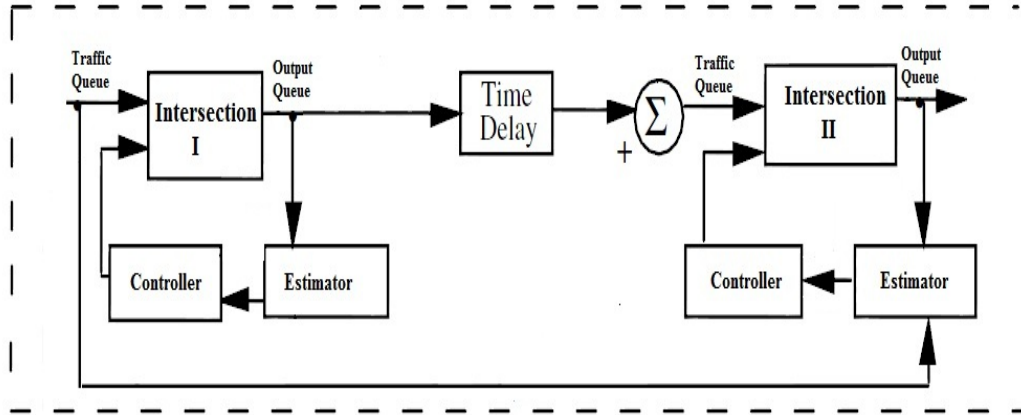 Traffic
Queue
Intersection
I
Output
Queue
Time
Delay
Σ
+
Traffic
Queue
Intersection
II
Output
Queue
Controller
Estimator
Controller
Estimator